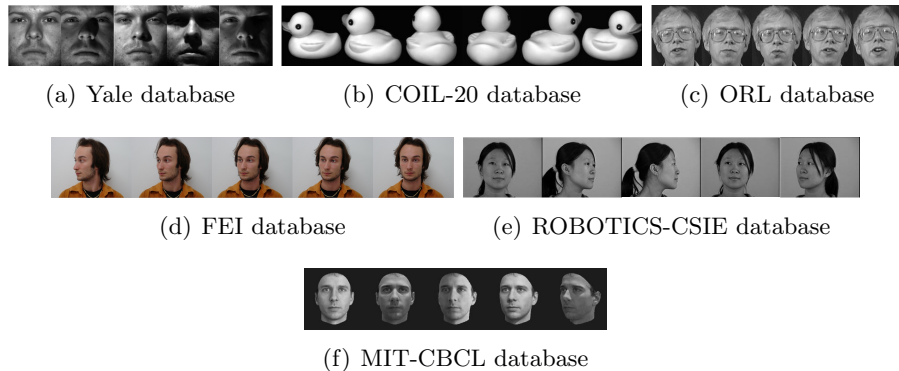 (a) Yale database
(b) COIL-20 database
(c) ORL database
(d) FEI database
(e) ROBOTICS-CSIE database
(f) MIT-CBCL database